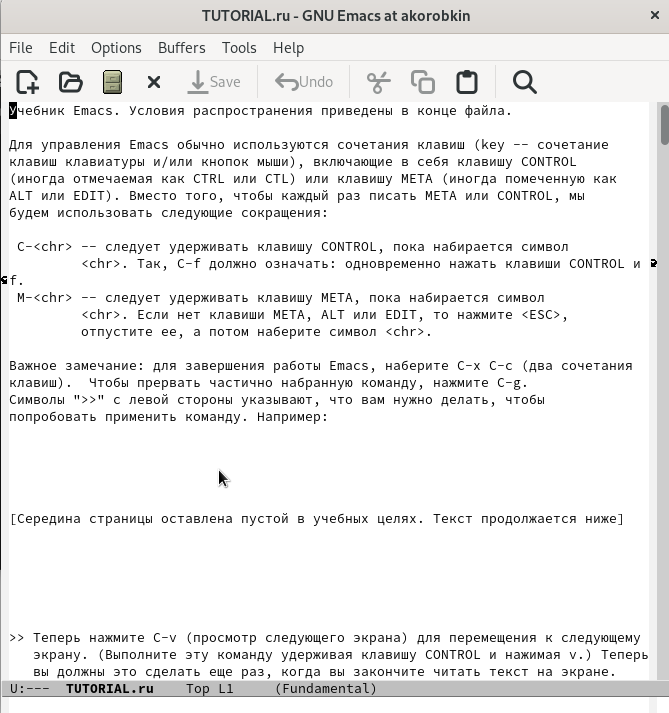 TUTORIAL.ru - GNU Emacs at akorobkin
File Edit Options Buffers Tools Help
Save Undo
Учебник Emacs. Условия распространения приведены в конце файла.
Для управления Emacs обычно используются сочетания клавиш (key -- сочетание
клавиш клавиатуры и/или кнопок мыши), включающие в себя клавишу CONTROL
(иногда отмечаемая как CTRL или CTL) или клавишу META (иногда помеченную как
ALT или EDIT). Вместо того, чтобы каждый раз писать META или CONTROL, мы
будем использовать следующие сокращения:
C-<chr> -- следует удерживать клавишу CONTROL, пока набирается символ
<chr>. Так, C-f должно означать: одновременно нажать клавиши CONTROL и
f.
M-<chr> -- следует удерживать клавишу META, пока набирается символ
<chr>. Если нет клавиши META, ALT или EDIT, то нажмите <ESC>,
отпустите ее, а потом наберите символ <chr>.
Важное замечание: для завершения работы Emacs, наберите C-x C-c (два сочетания
клавиш).  Чтобы прервать частично набранную команду, нажмите C-g.
Символы ">>" с левой стороны указывают, что вам нужно делать, чтобы
попробовать применить команду. Например:
[Середина страницы оставлена пустой в учебных целях. Текст продолжается ниже]
>> Теперь нажмите C-v (просмотр следующего экрана) для перемещения к следующему
экрану. (Выполните эту команду удерживая клавишу CONTROL и нажимая v.) Теперь
вы должны это сделать еще раз, когда вы закончите читать текст на экране.
U:--- TUTORIAL.ru Top L1 (Fundamental)